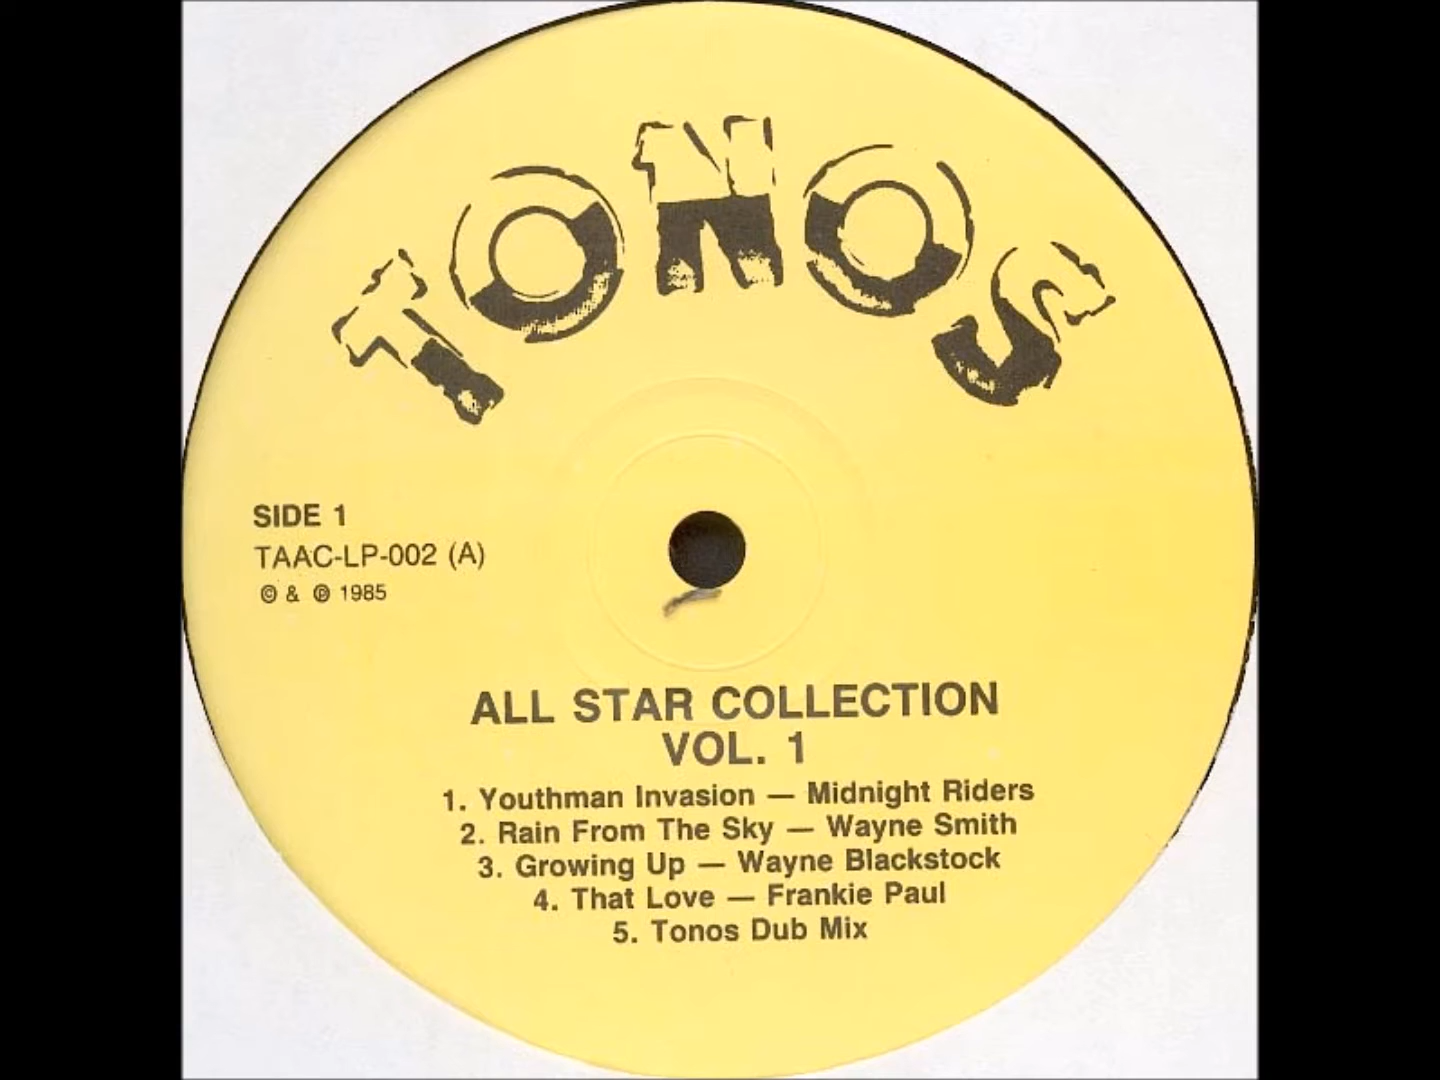 TONOS
SIDE 1
TAAC-LP-002 (A)
© & ℗ 1985
ALL STAR COLLECTION
VOL. 1
1. Youthman Invasion — Midnight Riders
2. Rain From The Sky — Wayne Smith
3. Growing Up — Wayne Blackstock
4. That Love — Frankie Paul
5. Tonos Dub Mix